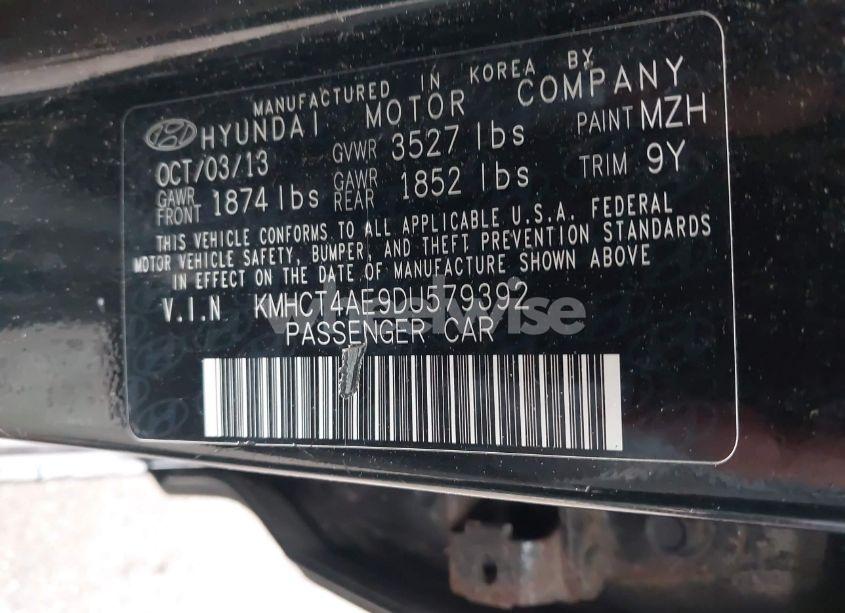 MANUFACTURED IN KOREA BY
HYUNDAI MOTOR COMPANY
OCT/03/13 GVWR 3527 lbs PAINT MZH
GAWR FRONT 1874 lbs GAWR REAR 1852 lbs TRIM 9Y
THIS VEHICLE CONFORMS TO ALL APPLICABLE U.S.A. FEDERAL
MOTOR VEHICLE SAFETY, BUMPER, AND THEFT PREVENTION STANDARDS
IN EFFECT ON THE DATE OF MANUFACTURE SHOWN ABOVE
V.I.N KMHCT4AE9DU579392
wheelwise
PASSENGER CAR